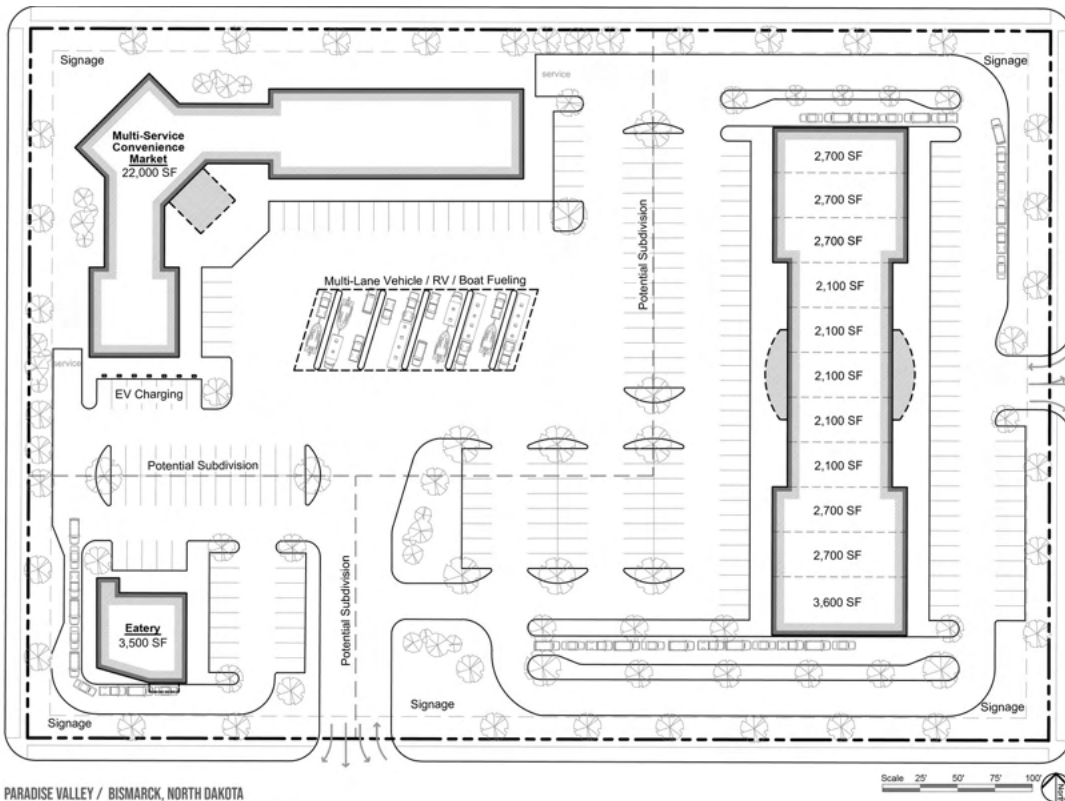 Signage
service
Signage
Multi-Service
Convenience
Market
22,000 SF
2,700 SF
2,700 SF
2,700 SF
Potential Subdivision
Multi-Lane Vehicle / RV / Boat Fueling
2,100 SF
2,100 SF
2,100 SF
2,100 SF
2,100 SF
service
EV Charging
Potential Subdivision
2,700 SF
2,700 SF
3,600 SF
Potential Subdivision
Eatery
3,500 SF
Signage
Signage
Signage
PARADISE VALLEY / BISMARCK, NORTH DAKOTA
Scale 25' 50' 75' 100'
North